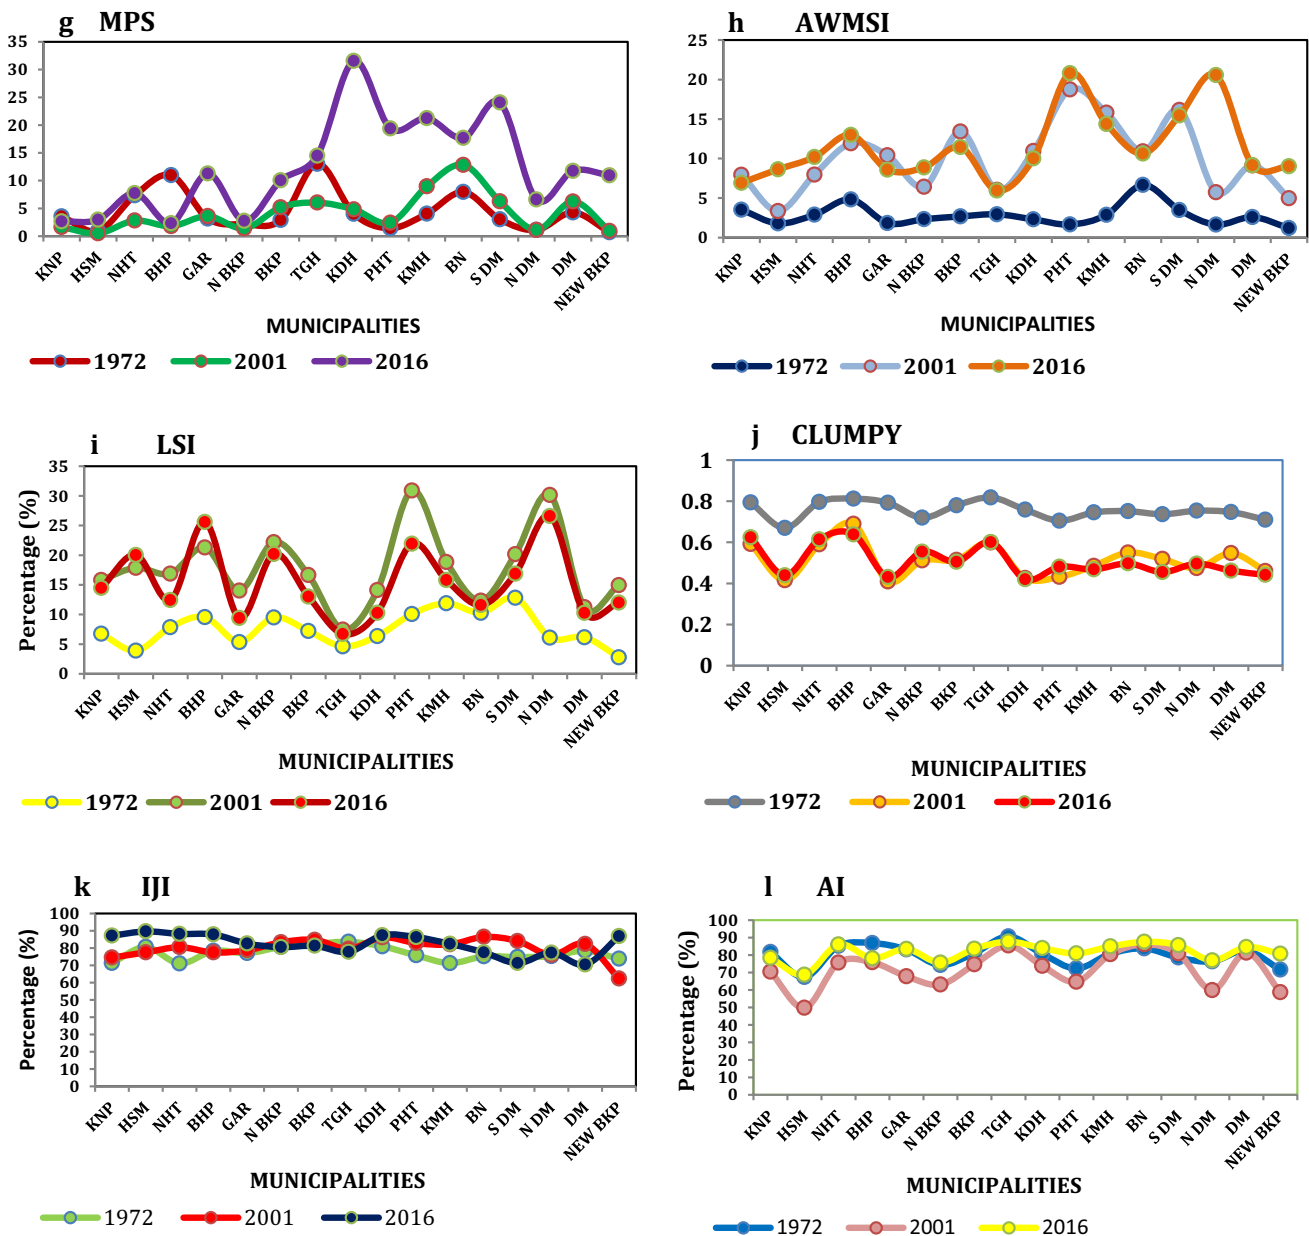 g MPS
35
30
25
20
15
10
5
0
KNP HSM NHT BHP GAR N BKP BKP TGH KDH PHT KMH BN S DM N DM DM NEW BKP
MUNICIPALITIES
1972 2001 2016
h AWMSI
25
20
15
10
5
0
KNP HSM NHT BHP GAR N BKP BKP TGH KDH PHT KMH BN S DM N DM DM NEW BKP
MUNICIPALITIES
1972 2001 2016
i LSI
Percentage (%)
35
30
25
20
15
10
5
0
KNP HSM NHT BHP GAR N BKP BKP TGH KDH PHT KMH BN S DM N DM DM NEW BKP
MUNICIPALITIES
1972 2001 2016
j CLUMPY
1
0.8
0.6
0.4
0.2
0
KNP HSM NHT BHP GAR N BKP BKP TGH KDH PHT KMH BN S DM N DM DM NEW BKP
MUNICIPALITIES
1972 2001 2016
k IJI
Percentage (%)
100
90
80
70
60
50
40
30
20
10
0
KNP HSM NHT BHP GAR N BKP BKP TGH KDH PHT KMH BN S DM N DM DM NEW BKP
MUNICIPALITIES
1972 2001 2016
l AI
Percentage (%)
100
90
80
70
60
50
40
30
20
10
0
KNP HSM NHT BHP GAR N BKP BKP TGH KDH PHT KMH BN S DM N DM DM NEW BKP
MUNICIPALITIES
1972 2001 2016